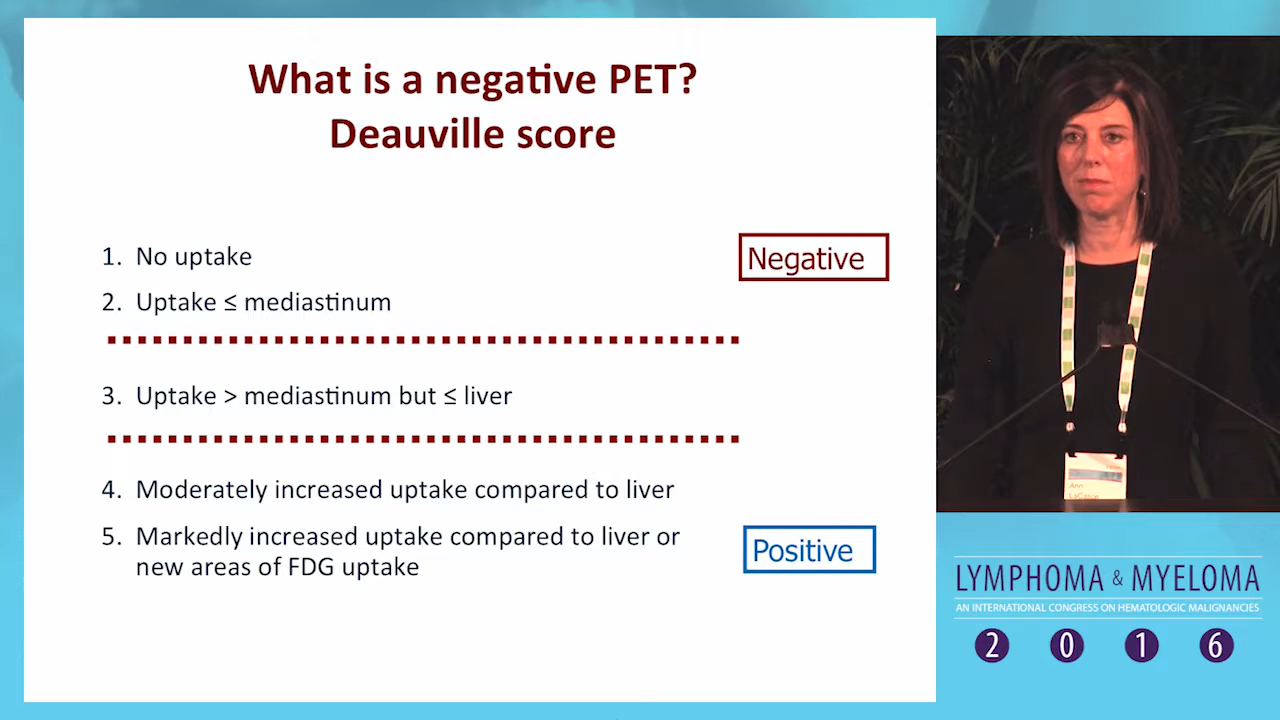 What is a negative PET?
Deauville score
1. No uptake
Negative
2. Uptake ≤ mediastinum
3. Uptake > mediastinum but ≤ liver
4. Moderately increased uptake compared to liver
5. Markedly increased uptake compared to liver or
new areas of FDG uptake
Positive
Ann
LaCasce
LYMPHOMA & MYELOMA
AN INTERNATIONAL CONGRESS ON HEMATOLOGIC MALIGNANCIES
2 0 1 6